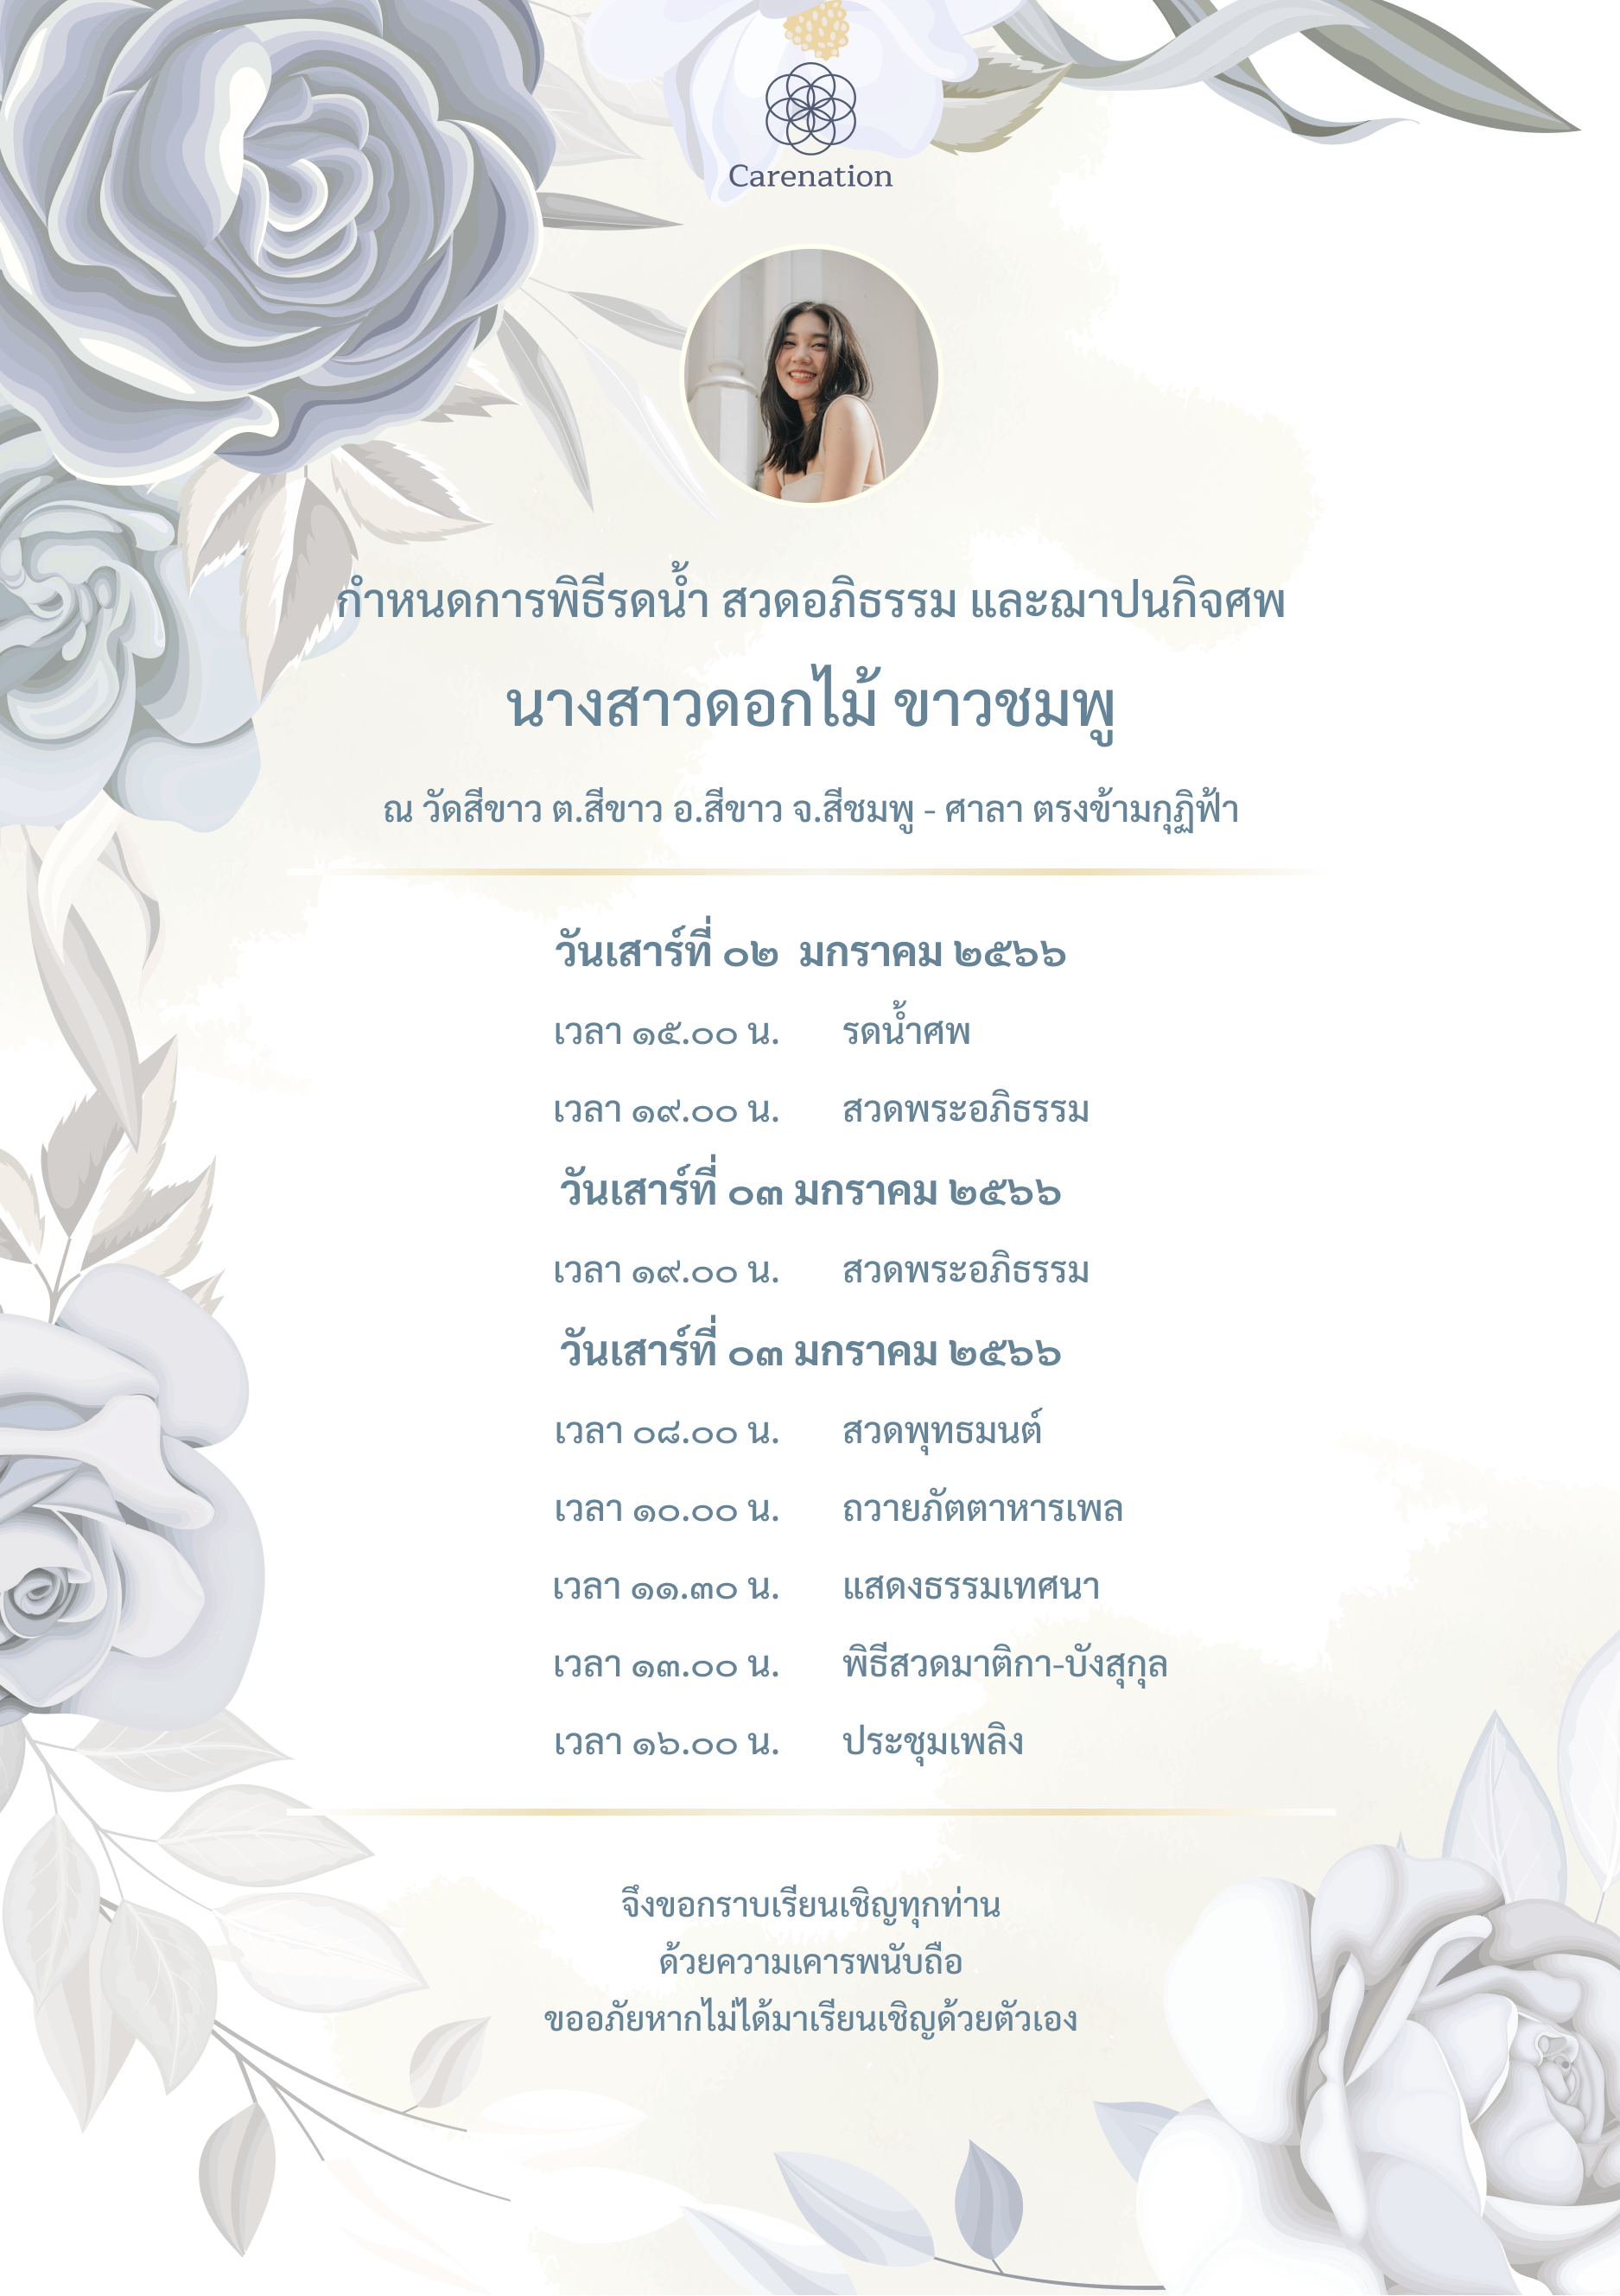 Carenation
กำหนดการพิธีรดน้ำ สวดอภิธรรม และฌาปนกิจศพ
นางสาวดอกไม้ ขาวชมพู
ณ วัดสีขาว ต.สีขาว อ.สีขาว จ.สีชมพู - ศาลา ตรงข้ามกุฏิฟ้า
วันเสาร์ที่ ๐๒ มกราคม ๒๕๖๖
เวลา ๑๕.๐๐ น. รดน้ำศพ
เวลา ๑๙.๐๐ น. สวดพระอภิธรรม
วันเสาร์ที่ ๐๓ มกราคม ๒๕๖๖
เวลา ๑๙.๐๐ น. สวดพระอภิธรรม
วันเสาร์ที่ ๐๓ มกราคม ๒๕๖๖
เวลา ๐๘.๐๐ น. สวดพุทธมนต์
เวลา ๑๐.๐๐ น. ถวายภัตตาหารเพล
เวลา ๑๑.๓๐ น. แสดงธรรมเทศนา
เวลา ๑๓.๐๐ น. พิธีสวดมาติกา-บังสุกุล
เวลา ๑๖.๐๐ น. ประชุมเพลิง
จึงขอกราบเรียนเชิญทุกท่าน
ด้วยความเคารพนับถือ
ขออภัยหากไม่ได้มาเรียนเชิญด้วยตัวเอง